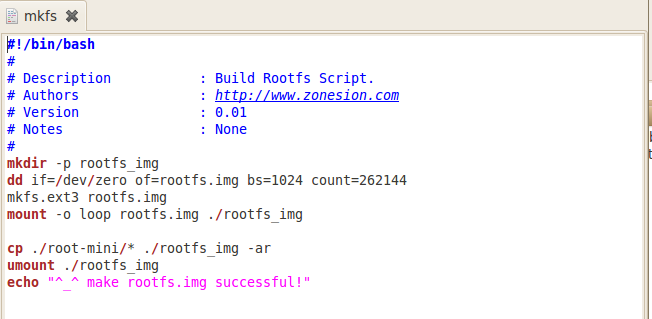 mkfs
#!/bin/bash
#
# Description : Build Rootfs Script.
# Authors : http://www.zonesion.com
# Version : 0.01
# Notes : None
#
mkdir -p rootfs_img
dd if=/dev/zero of=rootfs.img bs=1024 count=262144
mkfs.ext3 rootfs.img
mount -o loop rootfs.img ./rootfs_img
cp ./root-mini/* ./rootfs_img -ar
umount ./rootfs_img
echo "^_^ make rootfs.img successful!"